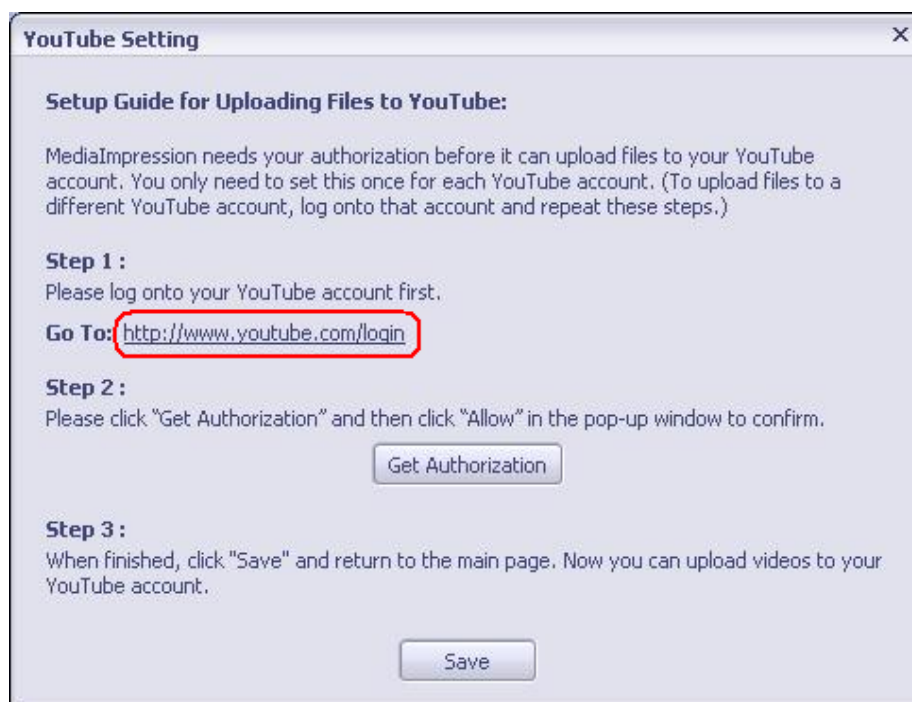 YouTube Setting
Setup Guide for Uploading Files to YouTube:
MediaImpression needs your authorization before it can upload files to your YouTube
account. You only need to set this once for each YouTube account. (To upload files to a
different YouTube account, log onto that account and repeat these steps.)
Step 1 :
Please log onto your YouTube account first.
Go To: http://www.youtube.com/login
Step 2 :
Please click “Get Authorization” and then click “Allow” in the pop-up window to confirm.
Get Authorization
Step 3 :
When finished, click "Save" and return to the main page. Now you can upload videos to your
YouTube account.
Save